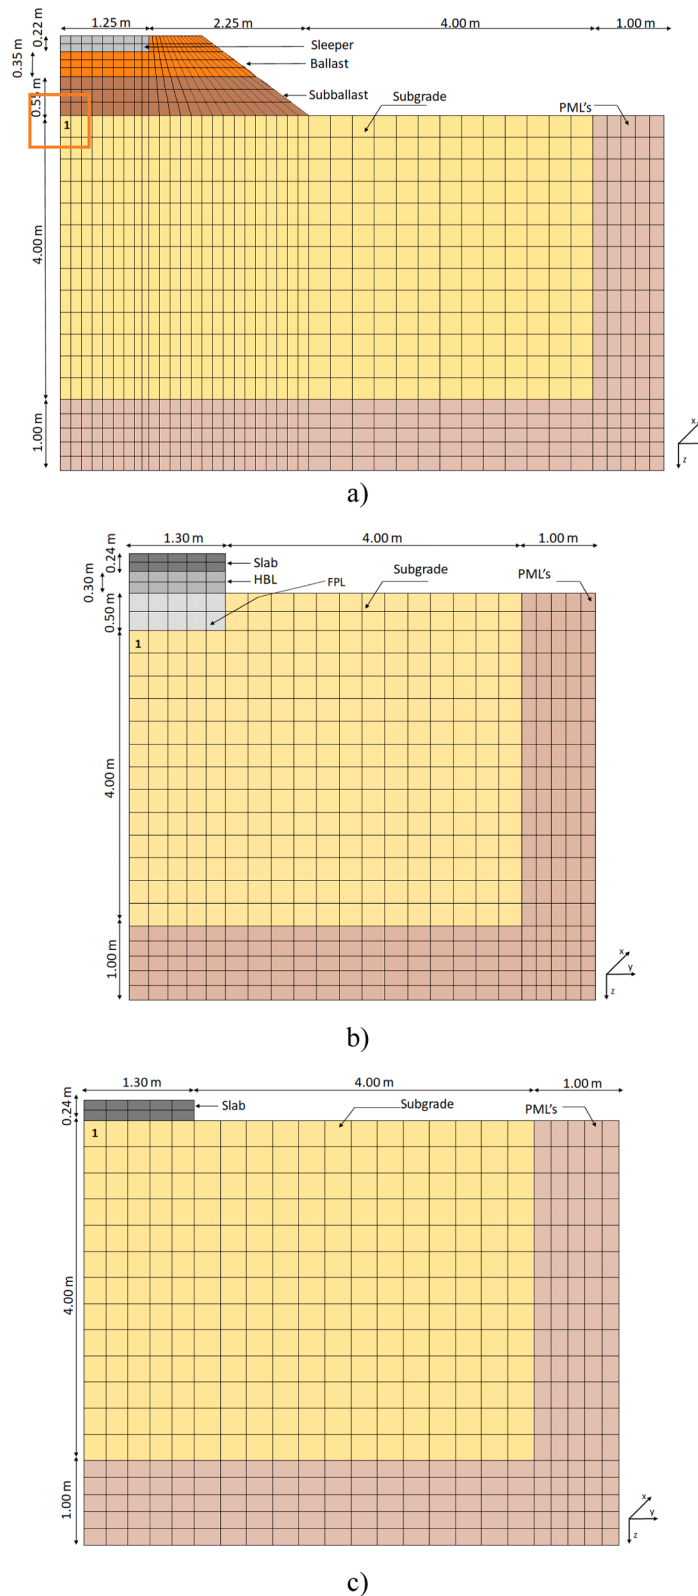 1.25 m 2.25 m 4.00 m 1.00 m
0.22 m
Sleeper
0.35 m
Ballast
0.55 m
Subballast
Subgrade
PML's
1
4.00 m
1.00 m
x
z
a)
1.30 m 4.00 m 1.00 m
0.24 m
Slab
0.30 m
HBL
FPL
Subgrade
PML's
0.50 m
1
4.00 m
1.00 m
x
y
z
b)
1.30 m 4.00 m 1.00 m
0.24 m
Slab
Subgrade
PML's
1
4.00 m
1.00 m
x
y
z
c)